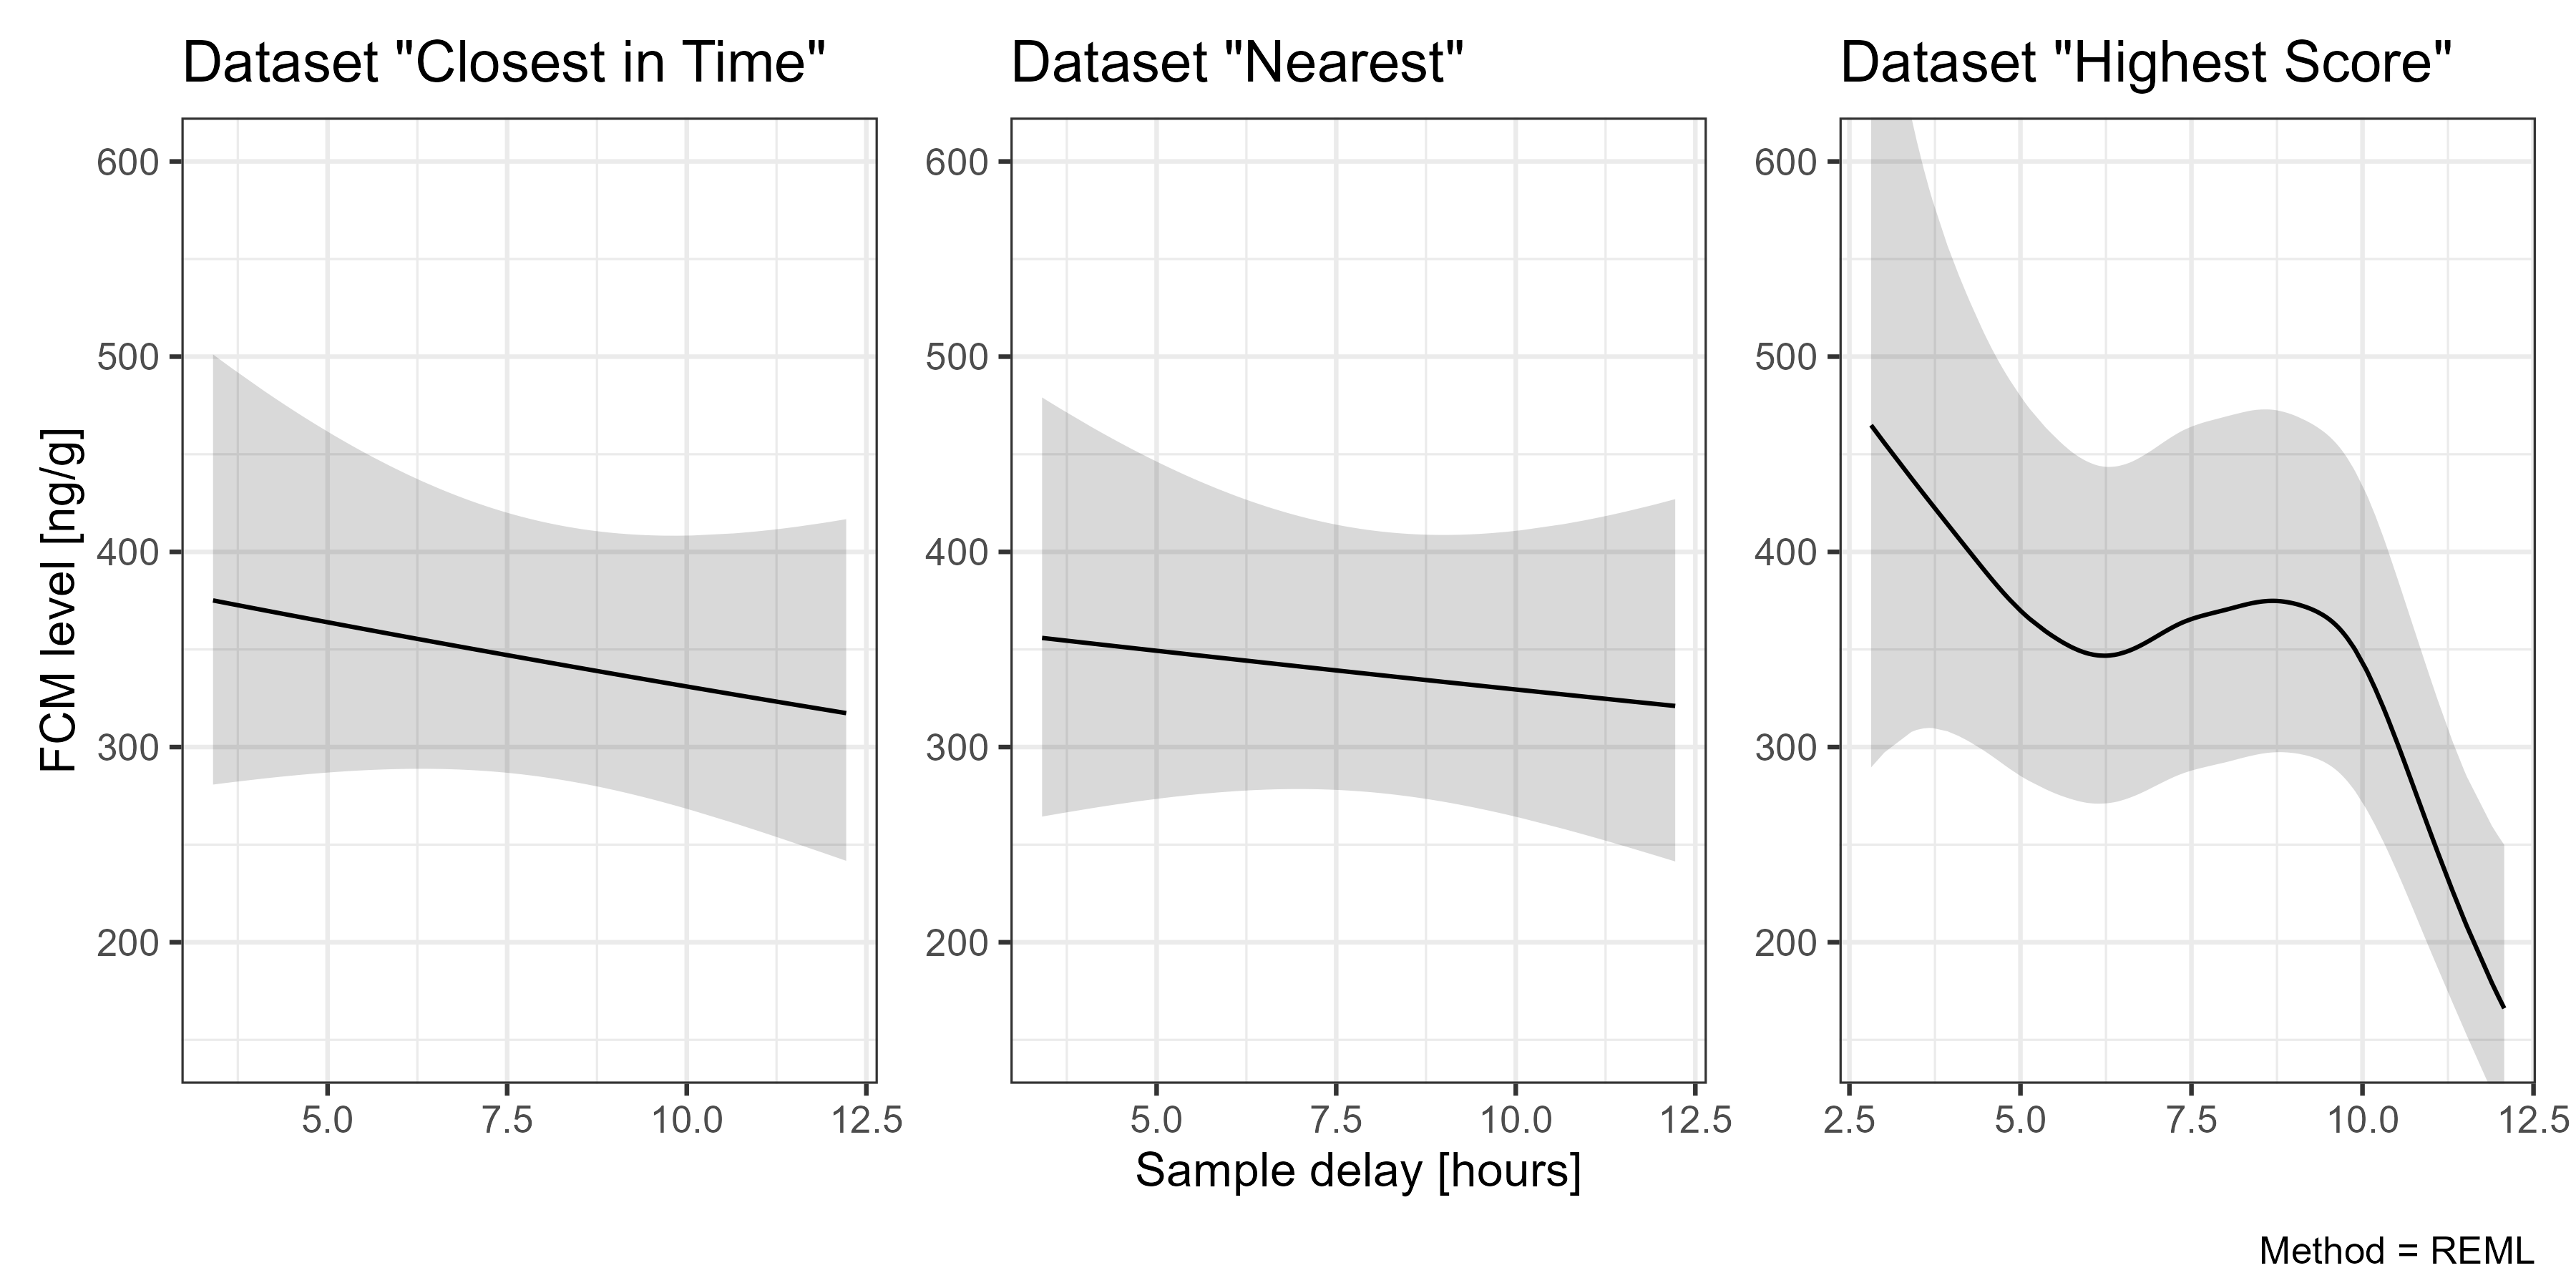 Dataset "Closest in Time"
Dataset "Nearest"
Dataset "Highest Score"
FCM level [ng/g]
600
500
400
300
200
600
500
400
300
200
600
500
400
300
200
5.0 7.5 10.0 12.5
5.0 7.5 10.0 12.5
2.5 5.0 7.5 10.0 12.5
Sample delay [hours]
Method = REML